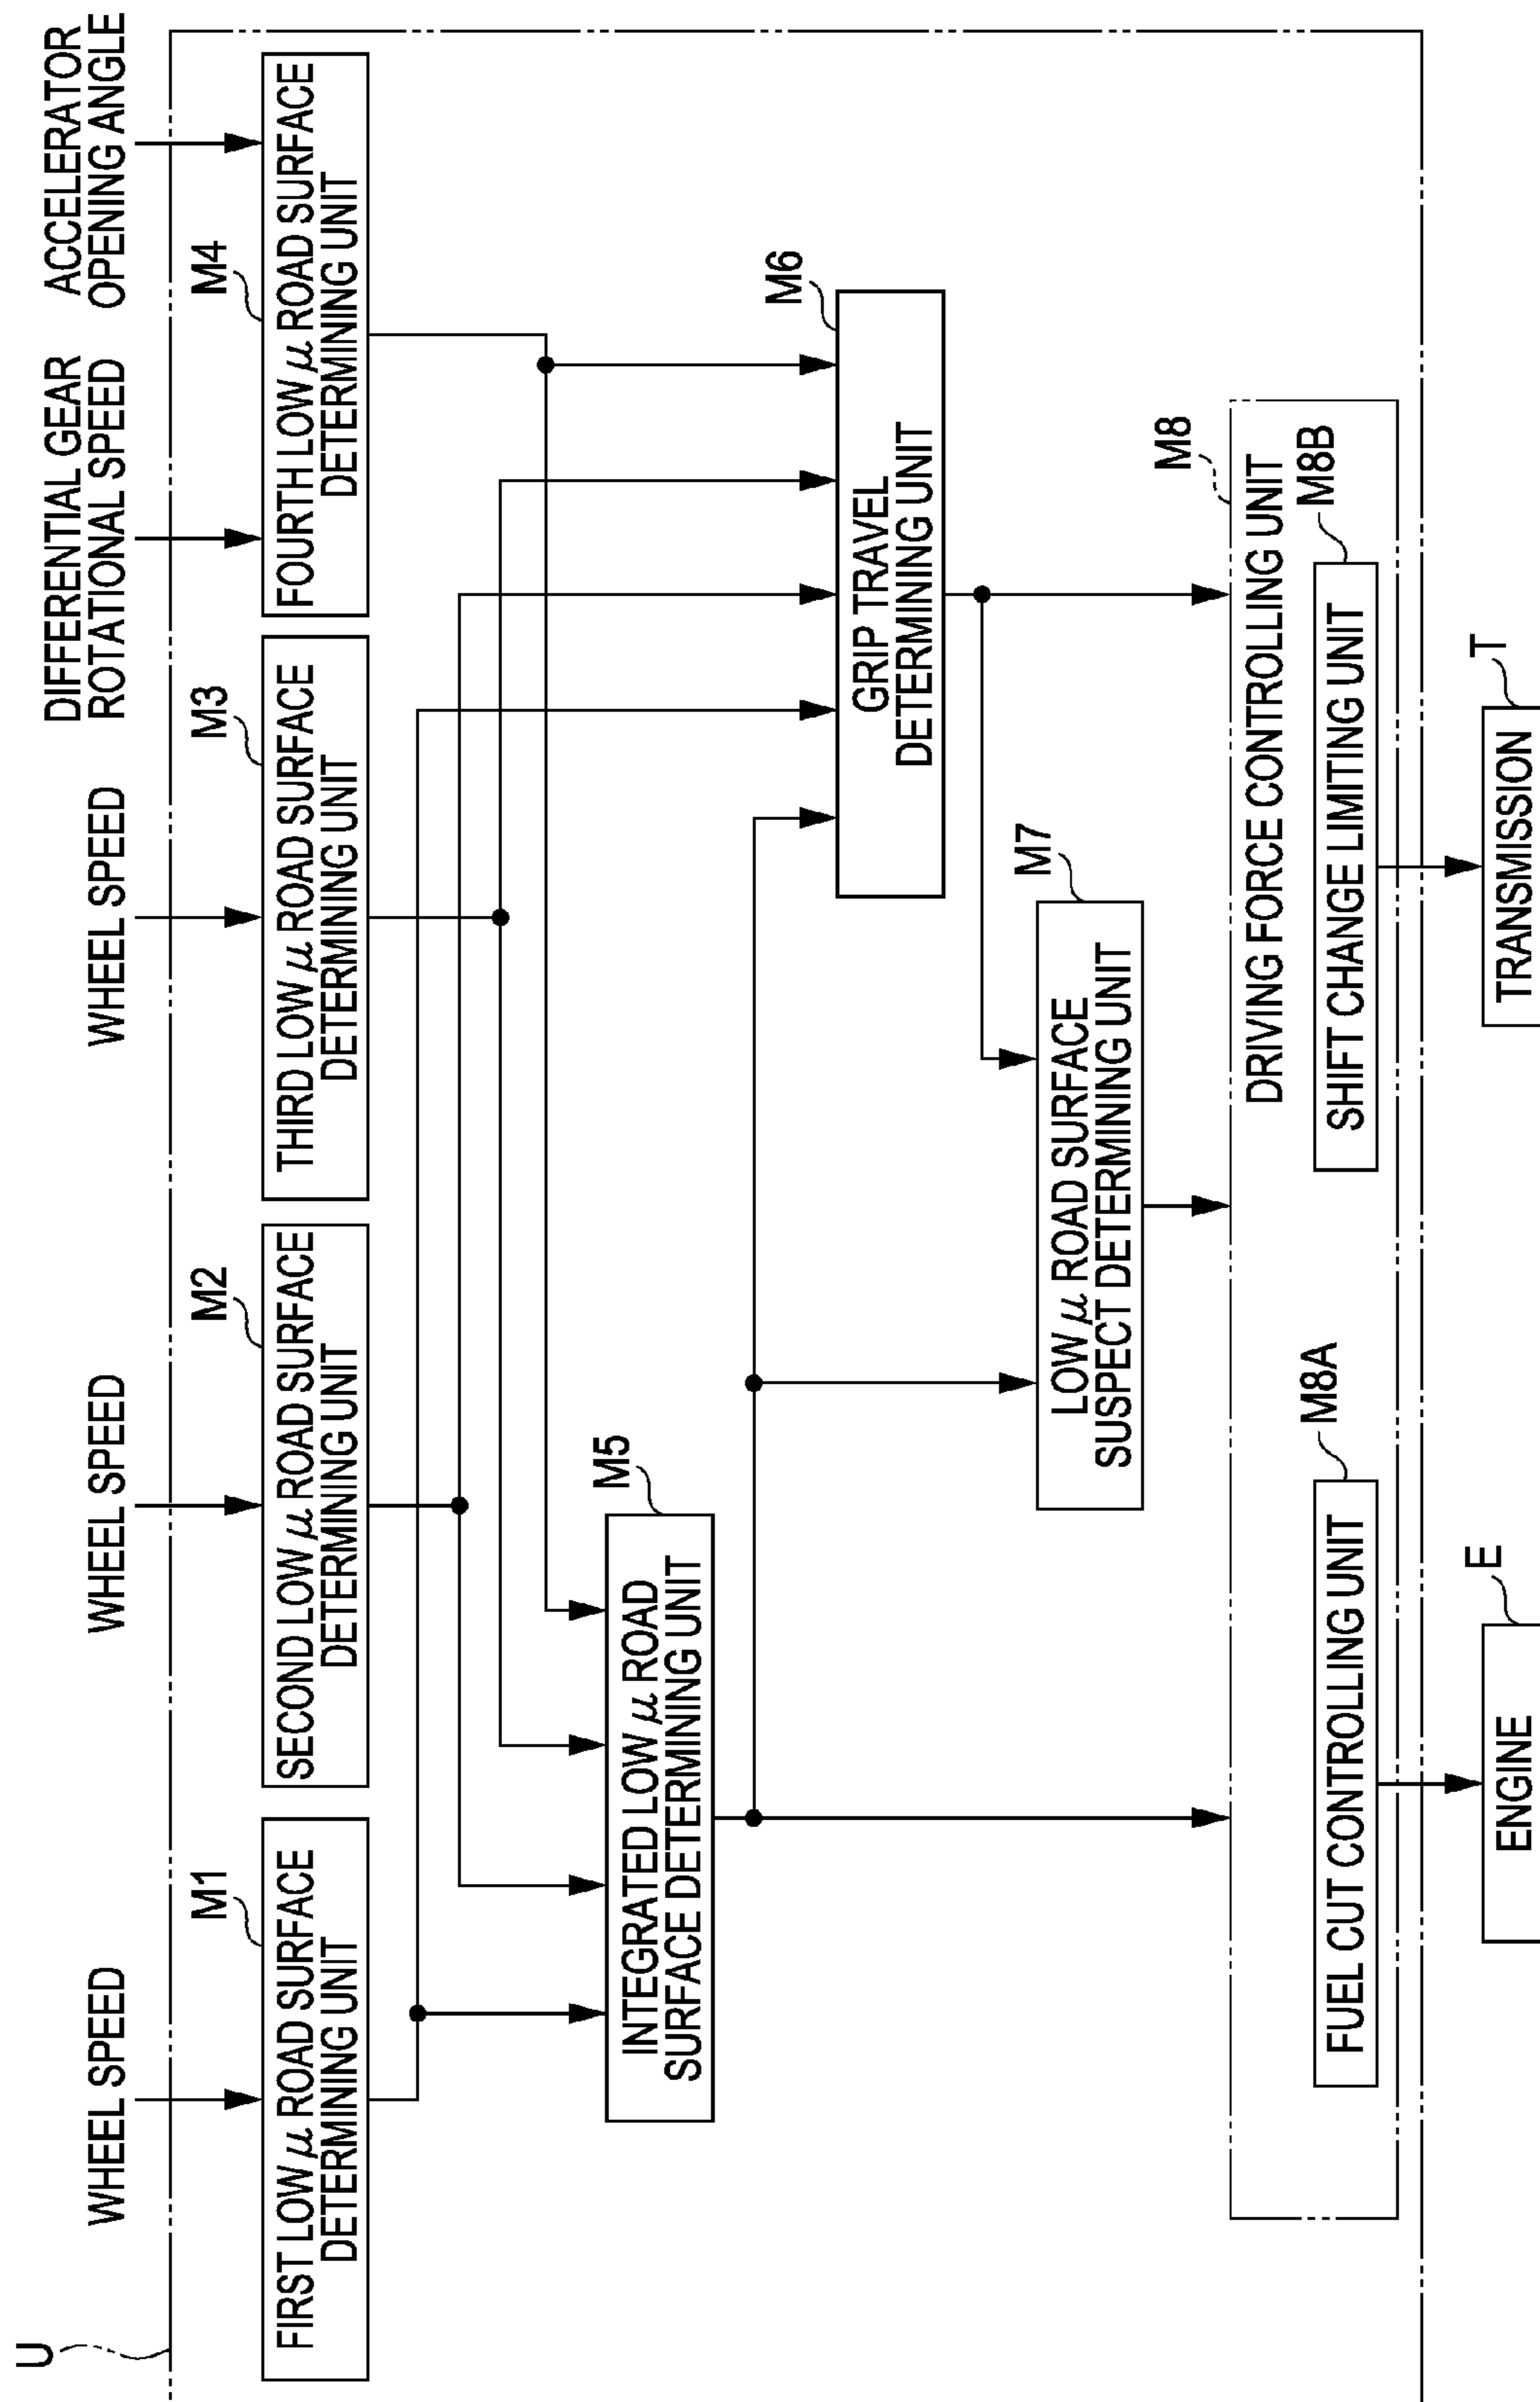 U
WHEEL SPEED
WHEEL SPEED
WHEEL SPEED
DIFFERENTIAL GEAR
ROTATIONAL SPEED
ACCELERATOR
OPENING ANGLE
M1
FIRST LOW μ ROAD SURFACE
DETERMINING UNIT
M2
SECOND LOW μ ROAD SURFACE
DETERMINING UNIT
M3
THIRD LOW μ ROAD SURFACE
DETERMINING UNIT
M4
FOURTH LOW μ ROAD SURFACE
DETERMINING UNIT
M5
INTEGRATED LOW μ ROAD
SURFACE DETERMINING UNIT
M6
GRIP TRAVEL
DETERMINING UNIT
M7
LOW μ ROAD SURFACE
SUSPECT DETERMINING UNIT
M8
DRIVING FORCE CONTROLLING UNIT
M8A
FUEL CUT CONTROLLING UNIT
M8B
SHIFT CHANGE LIMITING UNIT
E
ENGINE
T
TRANSMISSION